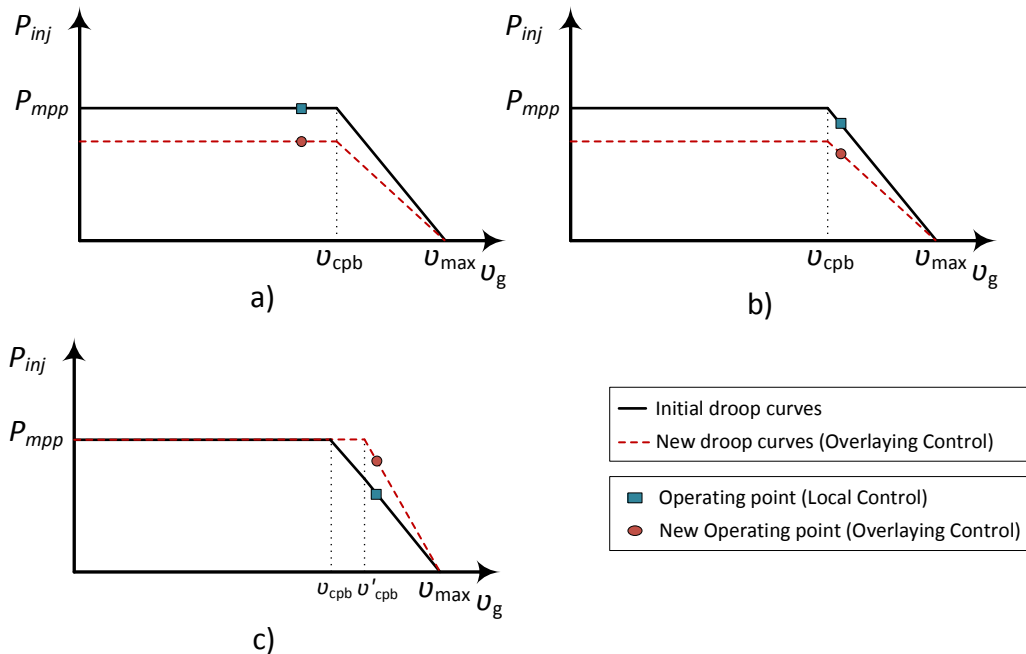 P_inj
P_mpp
υ_cpb
υ_max
υ_g
a)
P_inj
P_mpp
υ_cpb
υ_max
υ_g
b)
P_inj
P_mpp
υ_cpb
υ'_cpb
υ_max
υ_g
c)
Initial droop curves
New droop curves (Overlaying Control)
Operating point (Local Control)
New Operating point (Overlaying Control)